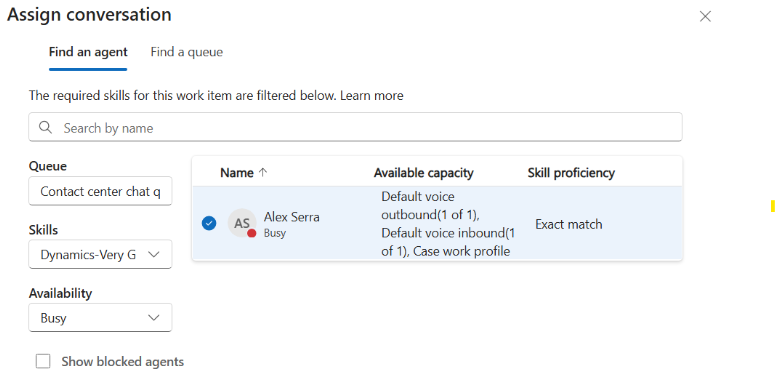 Assign conversation
Find an agent
Find a queue
The required skills for this work item are filtered below. Learn more
Search by name
Queue
Contact center chat q
Skills
Dynamics-Very G
Availability
Busy
Show blocked agents
Name ↑
Available capacity
Skill proficiency
AS
Alex Serra
Busy
Default voice
outbound(1 of 1),
Default voice inbound(1
of 1), Case work profile
Exact match